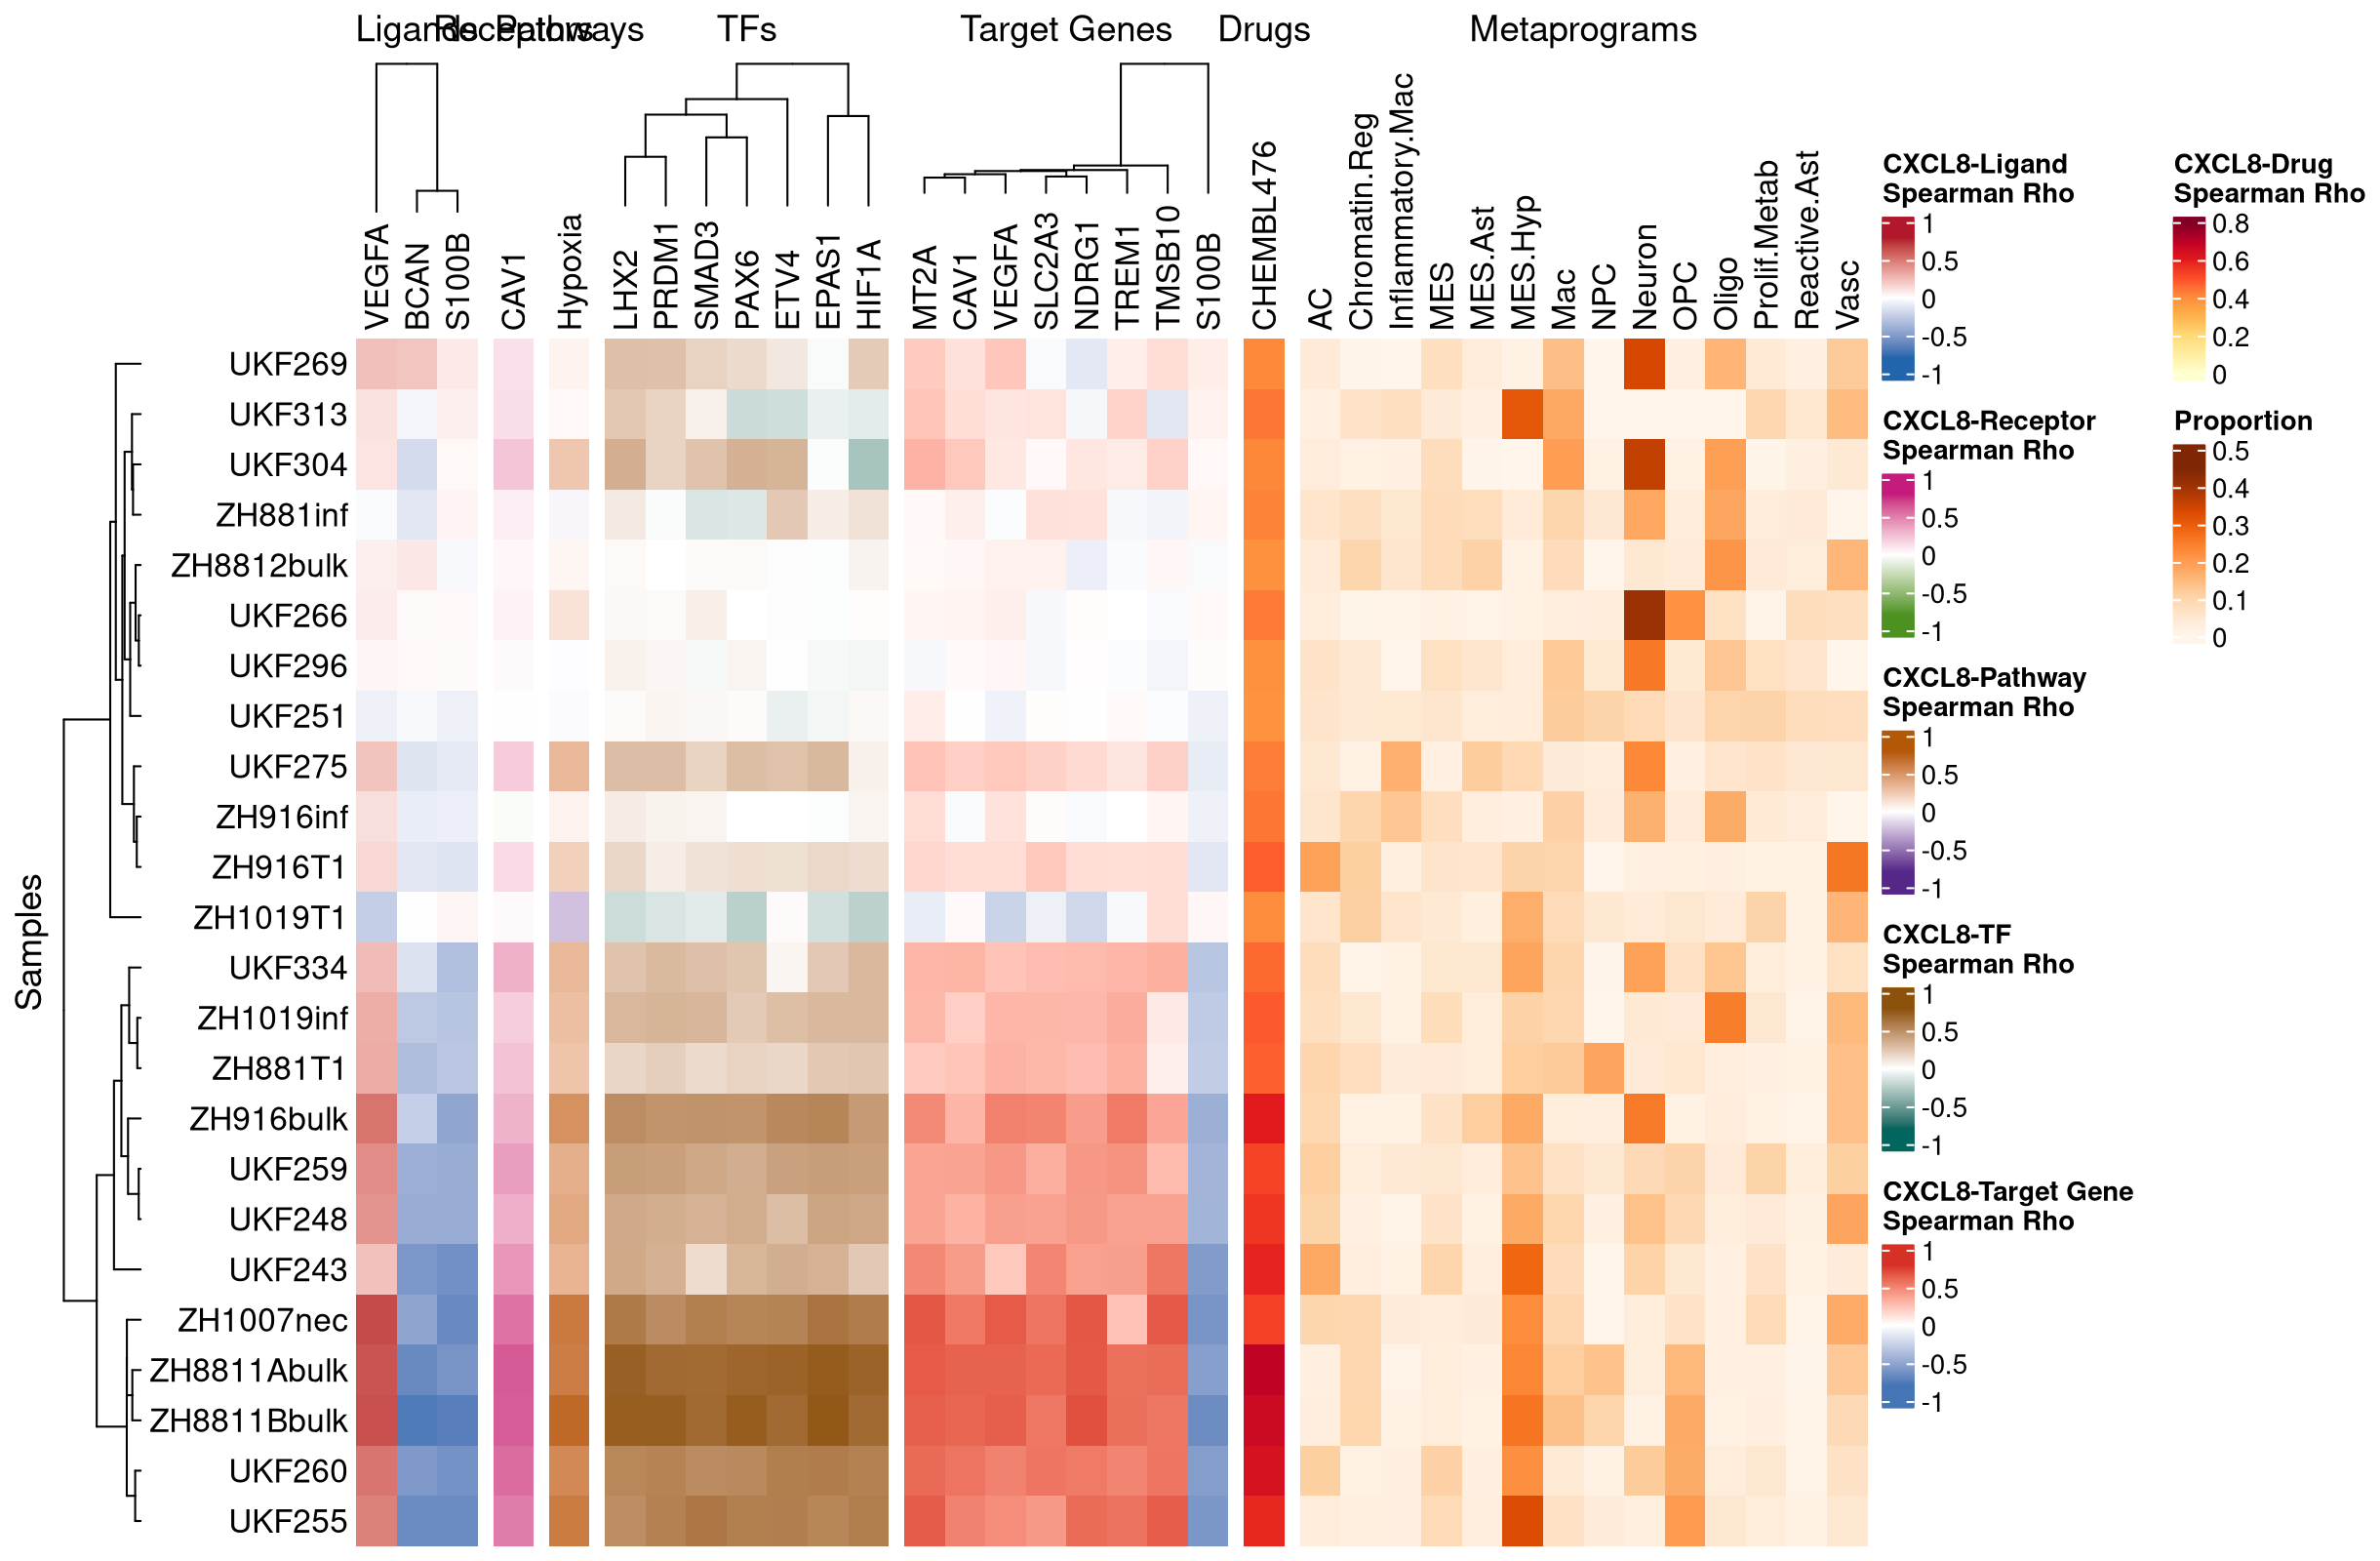 Ligands Receptors Pathways TFs Target Genes Drugs Metaprograms
VEGFA BCAN S100B CAV1 Hypoxia LHX2 PRDM1 SMAD3 PAX6 ETV4 EPAS1 HIF1A MT2A CAV1 VEGFA SLC2A3 NDRG1 TREM1 TMSB10 S100B CHEMBL476 AC Chromatin.Reg Inflammatory.Mac MES MES.Ast MES.Hyp Mac NPC Neuron OPC Oligo Prolif.Metab Reactive.Ast Vasc
Samples
UKF269
UKF313
UKF304
ZH881inf
ZH8812bulk
UKF266
UKF296
UKF251
UKF275
ZH916inf
ZH916T1
ZH1019T1
UKF334
ZH1019inf
ZH881T1
ZH916bulk
UKF259
UKF248
UKF243
ZH1007nec
ZH8811Abulk
ZH8811Bbulk
UKF260
UKF255
CXCL8-Ligand
Spearman Rho
1
0.5
0
-0.5
-1
CXCL8-Receptor
Spearman Rho
1
0.5
0
-0.5
-1
CXCL8-Pathway
Spearman Rho
1
0.5
0
-0.5
-1
CXCL8-TF
Spearman Rho
1
0.5
0
-0.5
-1
CXCL8-Target Gene
Spearman Rho
1
0.5
0
-0.5
-1
CXCL8-Drug
Spearman Rho
0.8
0.6
0.4
0.2
0
Proportion
0.5
0.4
0.3
0.2
0.1
0